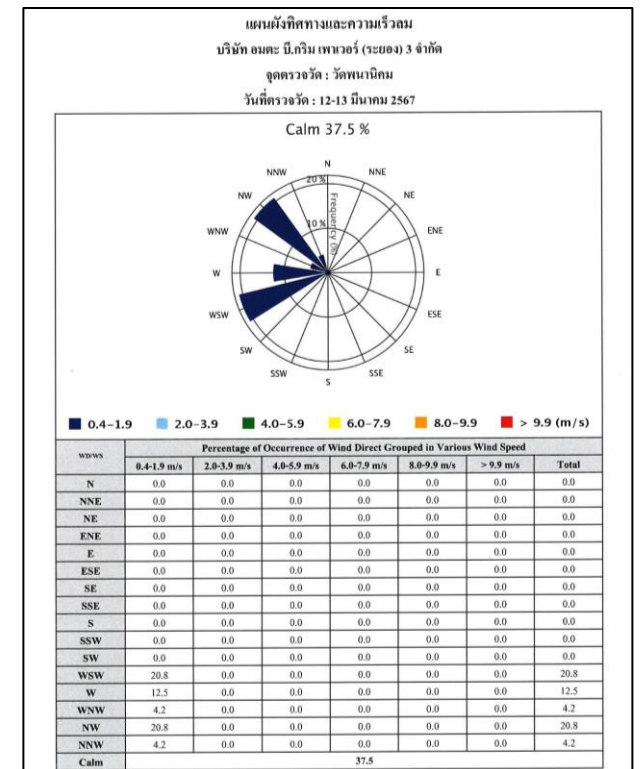 แผนผังทิศทางและความเร็วลม
บริษัท อมตะ บี.กริม เพาเวอร์ (ระยอง) 3 จำกัด
จุดตรวจวัด : วัดพนานิคม
วันที่ตรวจวัด : 12-13 มีนาคม 2567
Calm 37.5 %
N
NNW NNE
20 %
NW NE
Frequency (%)
10 %
WNW ENE
W E
WSW ESE
SW SE
SSW SSE
S
0.4-1.9 2.0-3.9 4.0-5.9 6.0-7.9 8.0-9.9 > 9.9 (m/s)
WD/WS Percentage of Occurrence of Wind Direct Grouped in Various Wind Speed
0.4-1.9 m/s 2.0-3.9 m/s 4.0-5.9 m/s 6.0-7.9 m/s 8.0-9.9 m/s > 9.9 m/s Total
N 0.0 0.0 0.0 0.0 0.0 0.0 0.0
NNE 0.0 0.0 0.0 0.0 0.0 0.0 0.0
NE 0.0 0.0 0.0 0.0 0.0 0.0 0.0
ENE 0.0 0.0 0.0 0.0 0.0 0.0 0.0
E 0.0 0.0 0.0 0.0 0.0 0.0 0.0
ESE 0.0 0.0 0.0 0.0 0.0 0.0 0.0
SE 0.0 0.0 0.0 0.0 0.0 0.0 0.0
SSE 0.0 0.0 0.0 0.0 0.0 0.0 0.0
S 0.0 0.0 0.0 0.0 0.0 0.0 0.0
SSW 0.0 0.0 0.0 0.0 0.0 0.0 0.0
SW 0.0 0.0 0.0 0.0 0.0 0.0 0.0
WSW 20.8 0.0 0.0 0.0 0.0 0.0 20.8
W 12.5 0.0 0.0 0.0 0.0 0.0 12.5
WNW 4.2 0.0 0.0 0.0 0.0 0.0 4.2
NW 20.8 0.0 0.0 0.0 0.0 0.0 20.8
NNW 4.2 0.0 0.0 0.0 0.0 0.0 4.2
Calm 37.5